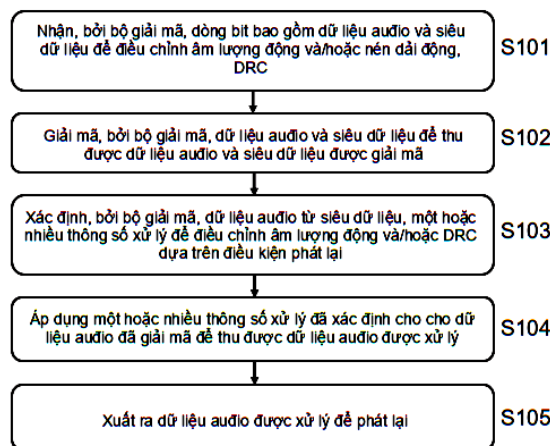 Nhận, bởi bộ giải mã, dòng bit bao gồm dữ liệu audio và siêu
dữ liệu để điều chỉnh âm lượng động và/hoặc nén dải động,
DRC
S101
Giải mã, bởi bộ giải mã, dữ liệu audio và siêu dữ liệu để thu
được dữ liệu audio và siêu dữ liệu được giải mã
S102
Xác định, bởi bộ giải mã, dữ liệu audio từ siêu dữ liệu, một hoặc
nhiều thông số xử lý để điều chỉnh âm lượng động và/hoặc DRC
dựa trên điều kiện phát lại
S103
Áp dụng một hoặc nhiều thông số xử lý đã xác định cho cho dữ
liệu audio đã giải mã để thu được dữ liệu audio được xử lý
S104
Xuất ra dữ liệu audio được xử lý để phát lại
S105